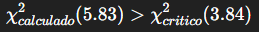 χ²calculado(5.83) > χ²critico(3.84)